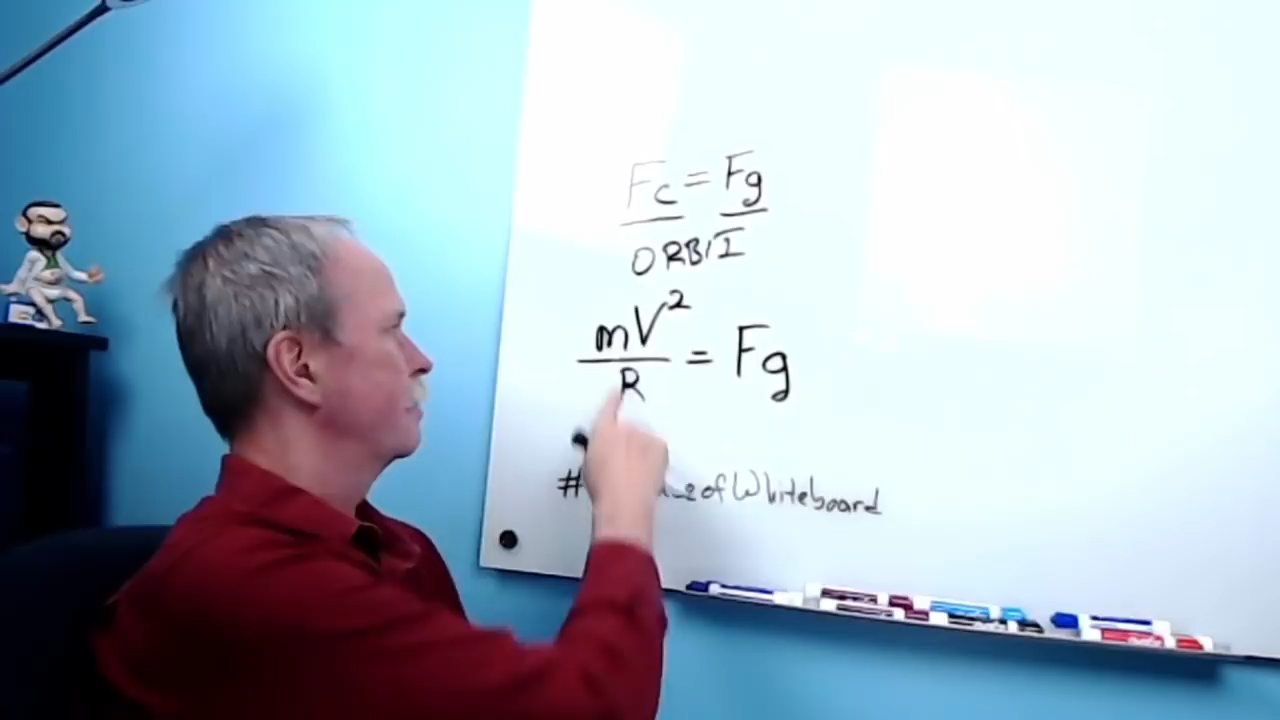 Fc = Fg
ORBIT
mV²
— = Fg
R
# of Whiteboard